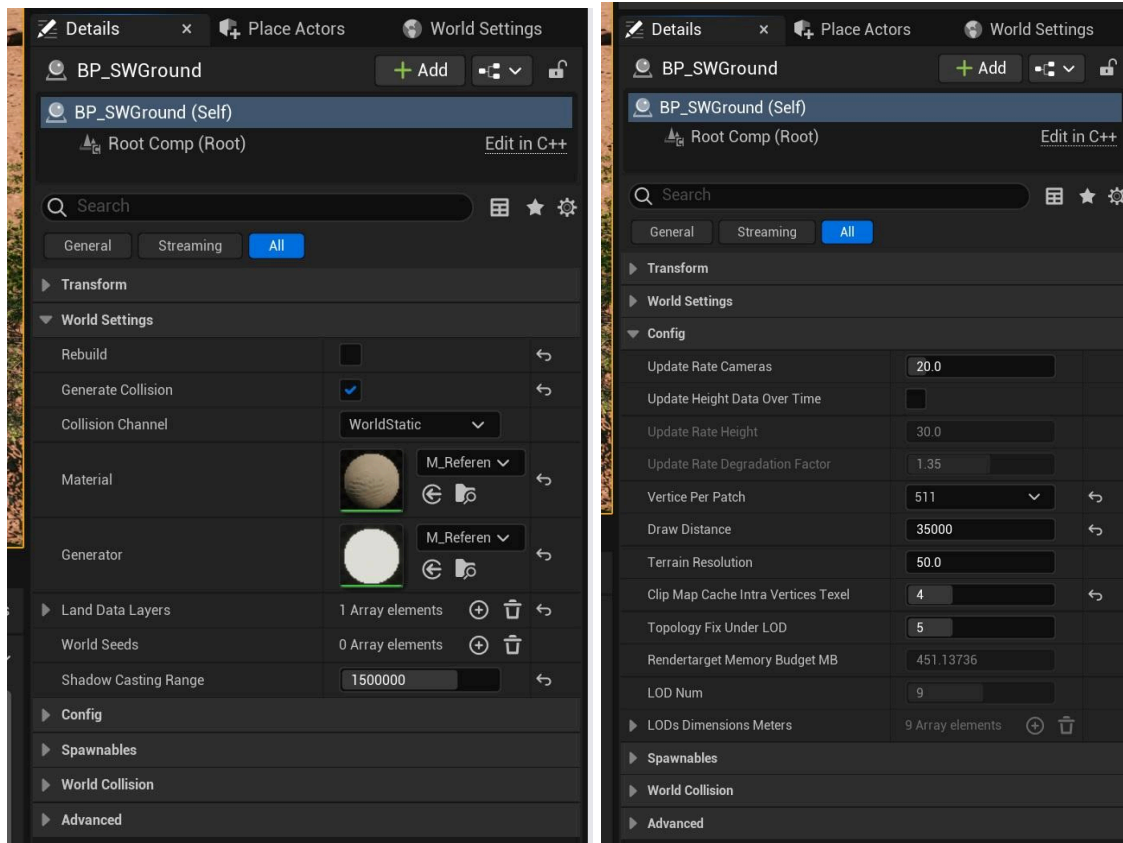 Details × Place Actors World Settings
BP_SWGround + Add
BP_SWGround (Self)
Root Comp (Root) Edit in C++
Search
General Streaming All
Transform
World Settings
Rebuild
Generate Collision
Collision Channel WorldStatic
Material M_Referen
Generator M_Referen
Land Data Layers 1 Array elements
World Seeds 0 Array elements
Shadow Casting Range 1500000
Config
Spawnables
World Collision
Advanced
Details × Place Actors World Settings
BP_SWGround + Add
BP_SWGround (Self)
Root Comp (Root) Edit in C++
Search
General Streaming All
Transform
World Settings
Config
Update Rate Cameras 20.0
Update Height Data Over Time
Update Rate Height 30.0
Update Rate Degradation Factor 1.35
Vertice Per Patch 511
Draw Distance 35000
Terrain Resolution 50.0
Clip Map Cache Intra Vertices Texel 4
Topology Fix Under LOD 5
Rendertarget Memory Budget MB 451.13736
LOD Num 9
LODs Dimensions Meters 9 Array elements
Spawnables
World Collision
Advanced